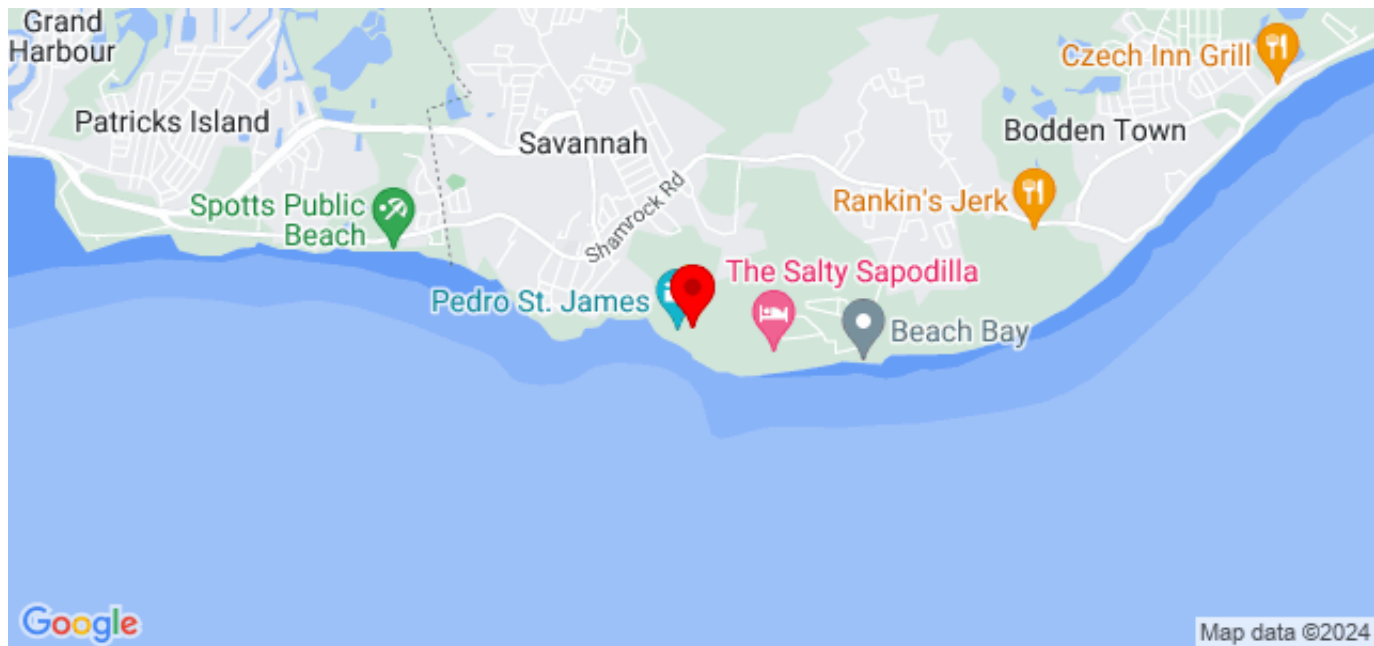 Grand
Harbour
Czech Inn Grill
Patricks Island
Savannah
Bodden Town
Spotts Public
Beach
Rankin's Jerk
Shamrock Rd
The Salty Sapodilla
Pedro St. James
Beach Bay
Google
Map data ©2024